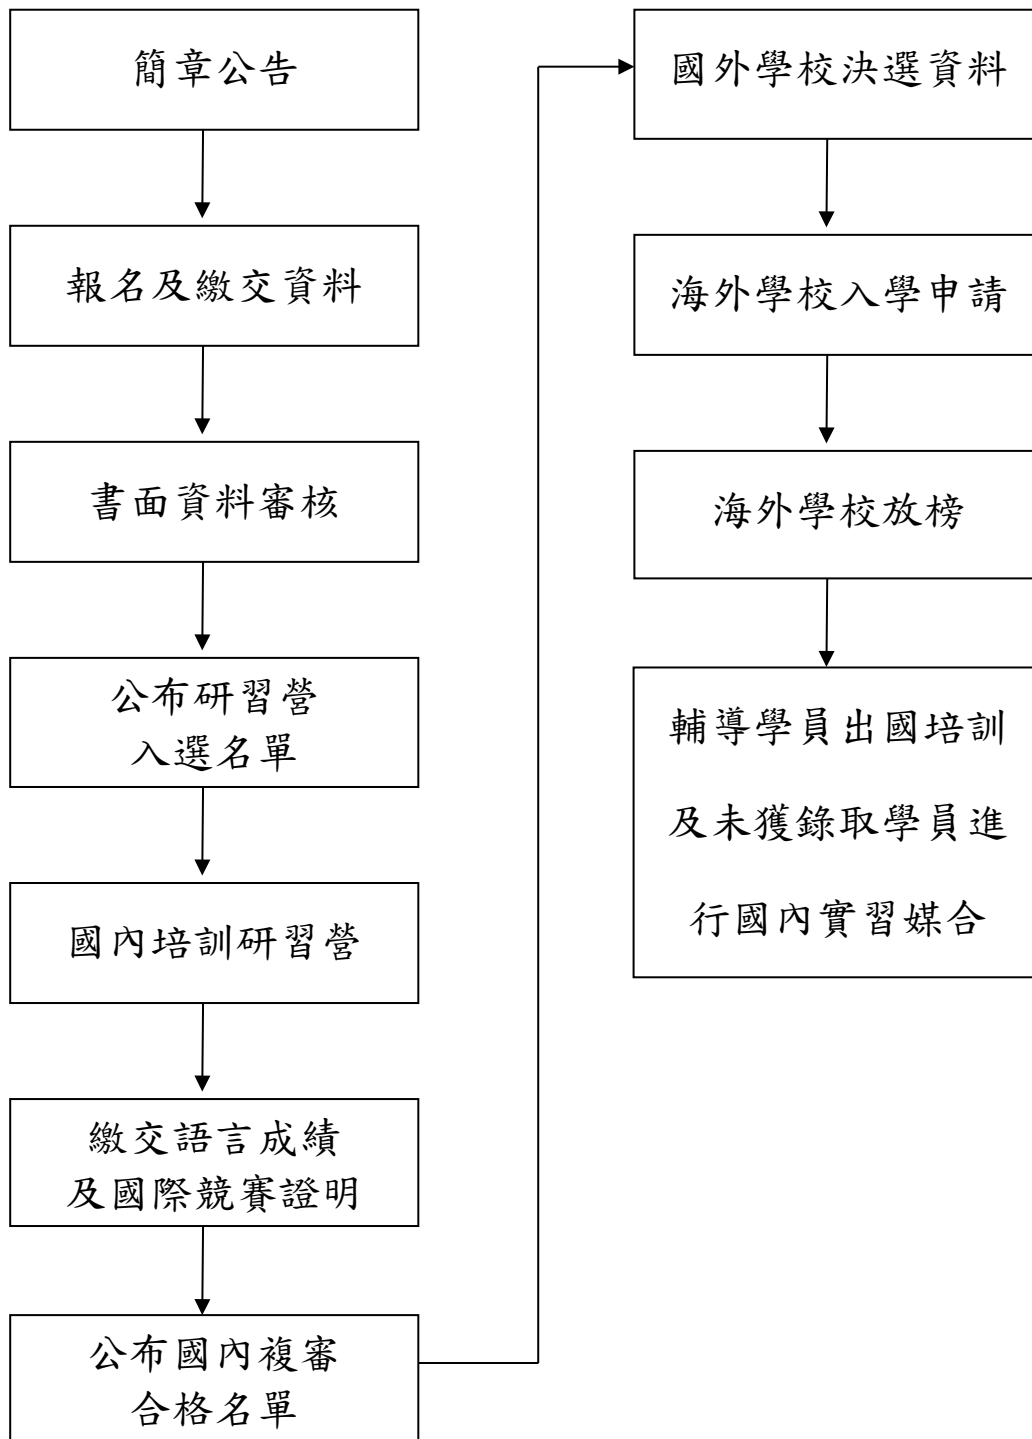 簡章公告
報名及繳交資料
書面資料審核
公布研習營
入選名單
國內培訓研習營
繳交語言成績
及國際競賽證明
公布國內複審
合格名單
國外學校決選資料
海外學校入學申請
海外學校放榜
輔導學員出國培訓
及未獲錄取學員進
行國內實習媒合